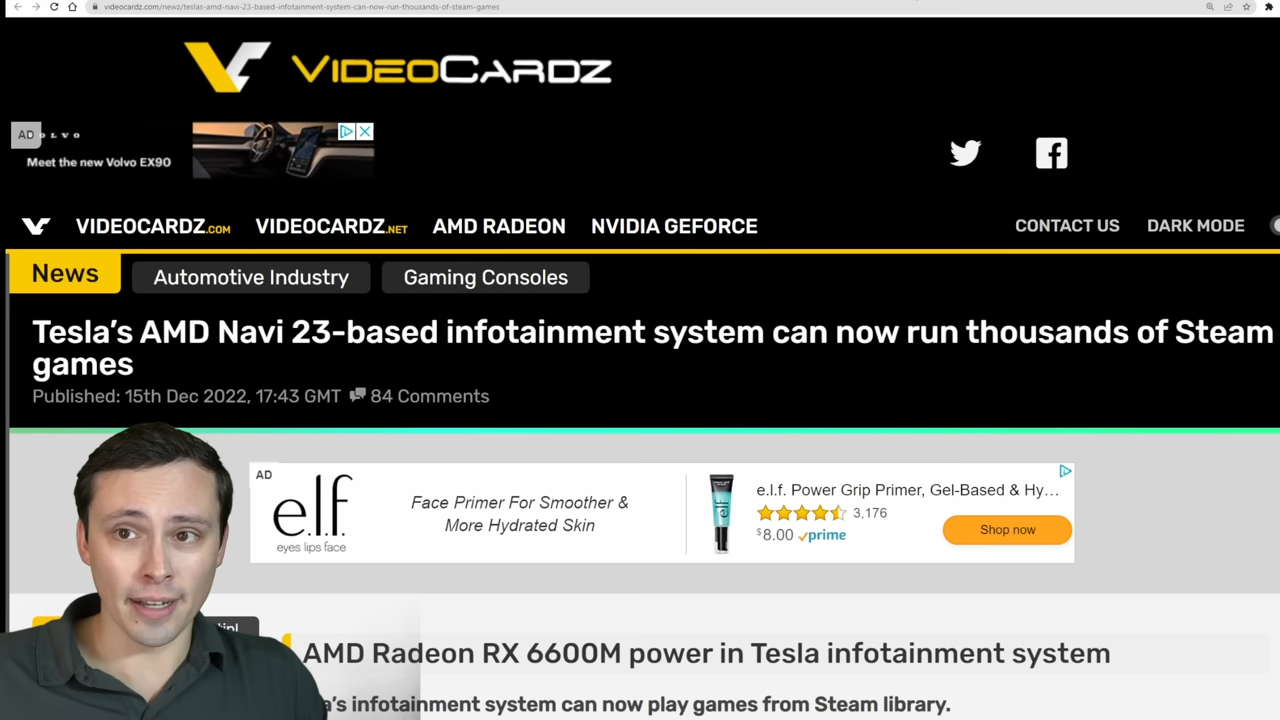 videocardz.com/newz/teslas-amd-navi-23-based-infotainment-system-can-now-run-thousands-of-steam-games
VIDEOCARDZ
AD
Meet the new Volvo EX90
VIDEOCARDZ.COM VIDEOCARDZ.NET AMD RADEON NVIDIA GEFORCE CONTACT US DARK MODE
News Automotive Industry Gaming Consoles
Tesla's AMD Navi 23-based infotainment system can now run thousands of Steam
games
Published: 15th Dec 2022, 17:43 GMT 84 Comments
AD
e.l.f.
eyes lips face
Face Primer For Smoother &
More Hydrated Skin
e.l.f. Power Grip Primer, Gel-Based & Hy…
3,176
$8.00 prime
Shop now
AMD Radeon RX 6600M power in Tesla infotainment system
's infotainment system can now play games from Steam library.